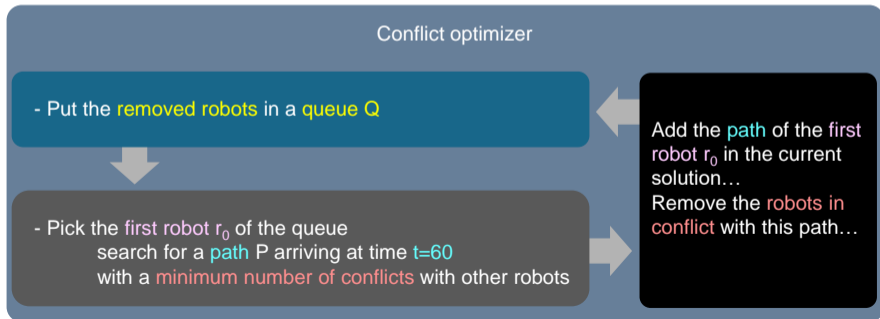 Conflict optimizer
- Put the removed robots in a queue Q
- Pick the first robot r₀ of the queue
search for a path P arriving at time t=60
with a minimum number of conflicts with other robots
Add the path of the first
robot r₀ in the current
solution…
Remove the robots in
conflict with this path…